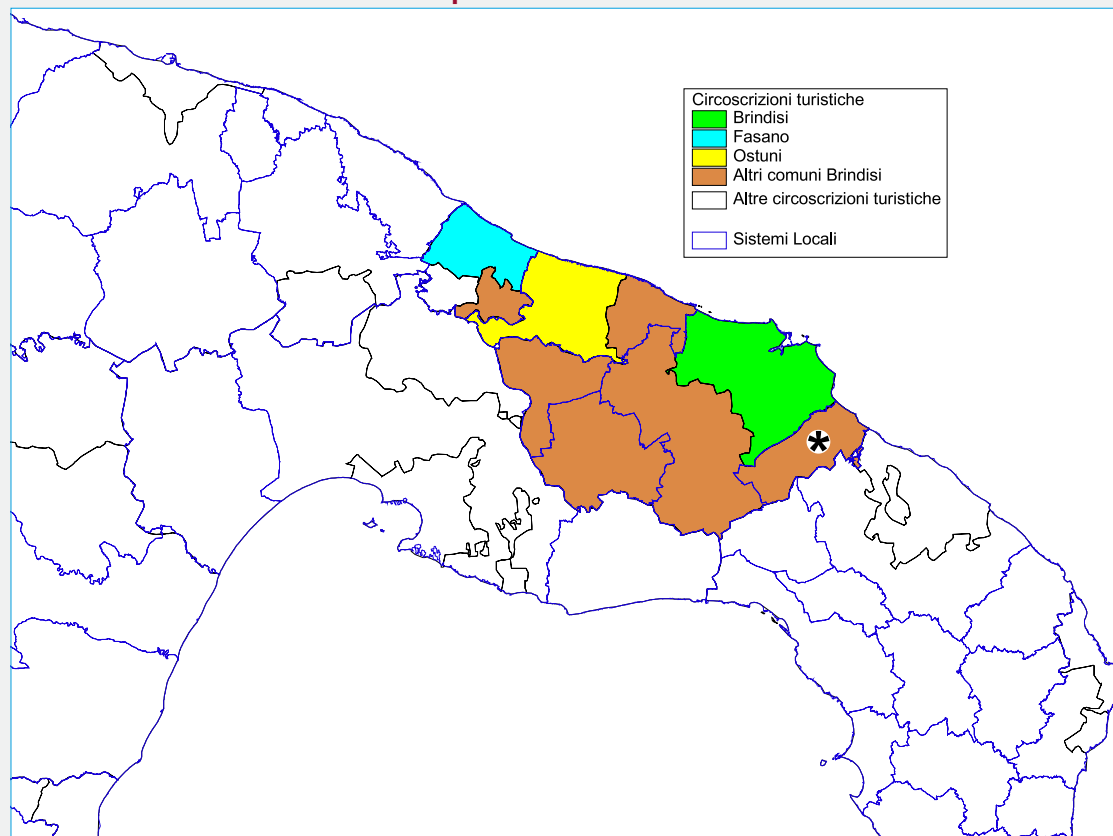 Circoscrizioni turistiche
Brindisi
Fasano
Ostuni
Altri comuni Brindisi
Altre circoscrizioni turistiche
Sistemi Locali
*